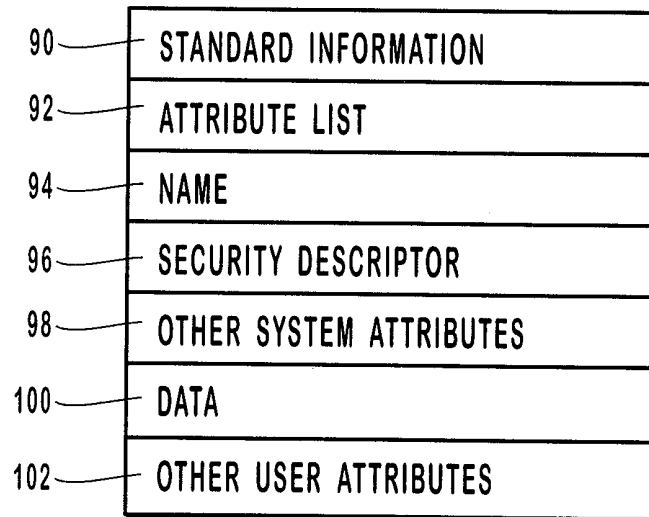 90 STANDARD INFORMATION
92 ATTRIBUTE LIST
94 NAME
96 SECURITY DESCRIPTOR
98 OTHER SYSTEM ATTRIBUTES
100 DATA
102 OTHER USER ATTRIBUTES